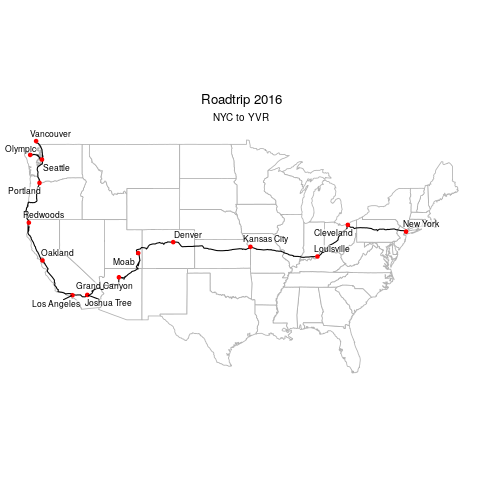 Roadtrip 2016
NYC to YVR
Vancouver
Olympic
Seattle
Portland
Redwoods
New York
Cleveland
Denver
Kansas City
Louisville
Oakland
Moab
Grand Canyon
Los Angeles
Joshua Tree